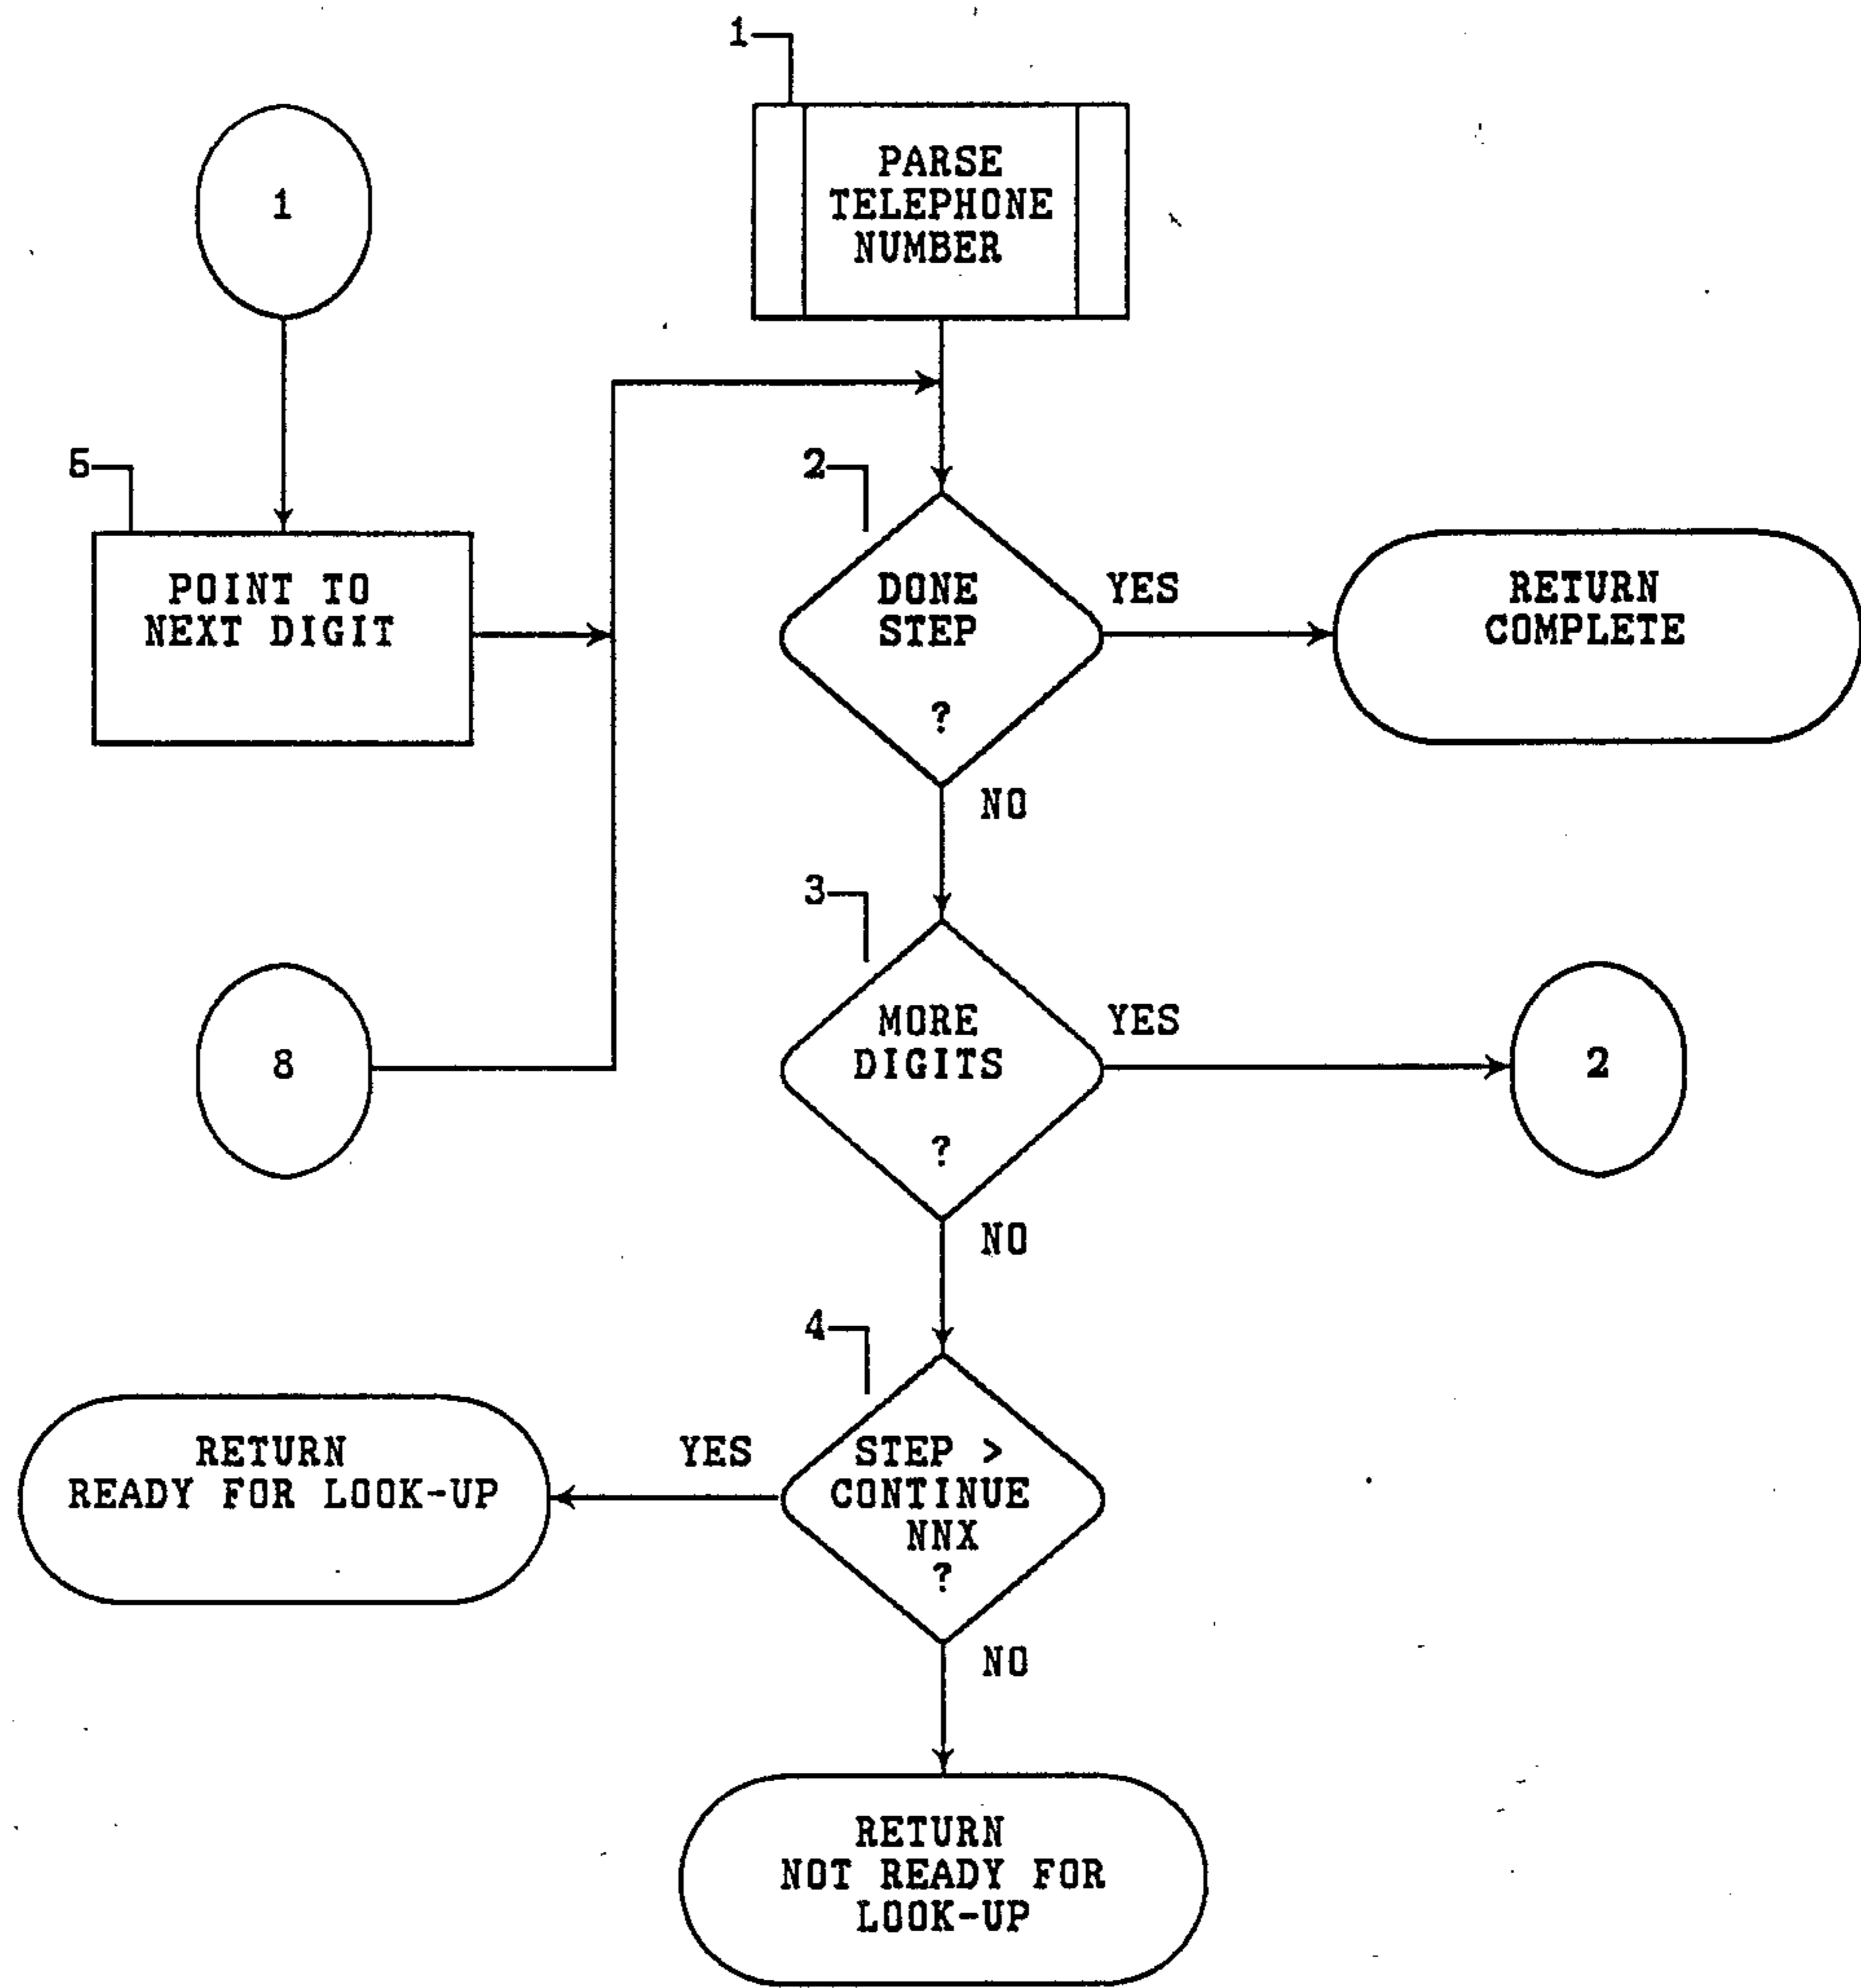 1
1
PARSE
TELEPHONE
NUMBER
5
POINT TO
NEXT DIGIT
2
DONE
STEP
?
YES
RETURN
COMPLETE
NO
3
8
MORE
DIGITS
?
YES
2
NO
4
STEP >
CONTINUE
NNX
?
YES
RETURN
READY FOR LOOK-UP
NO
RETURN
NOT READY FOR
LOOK-UP